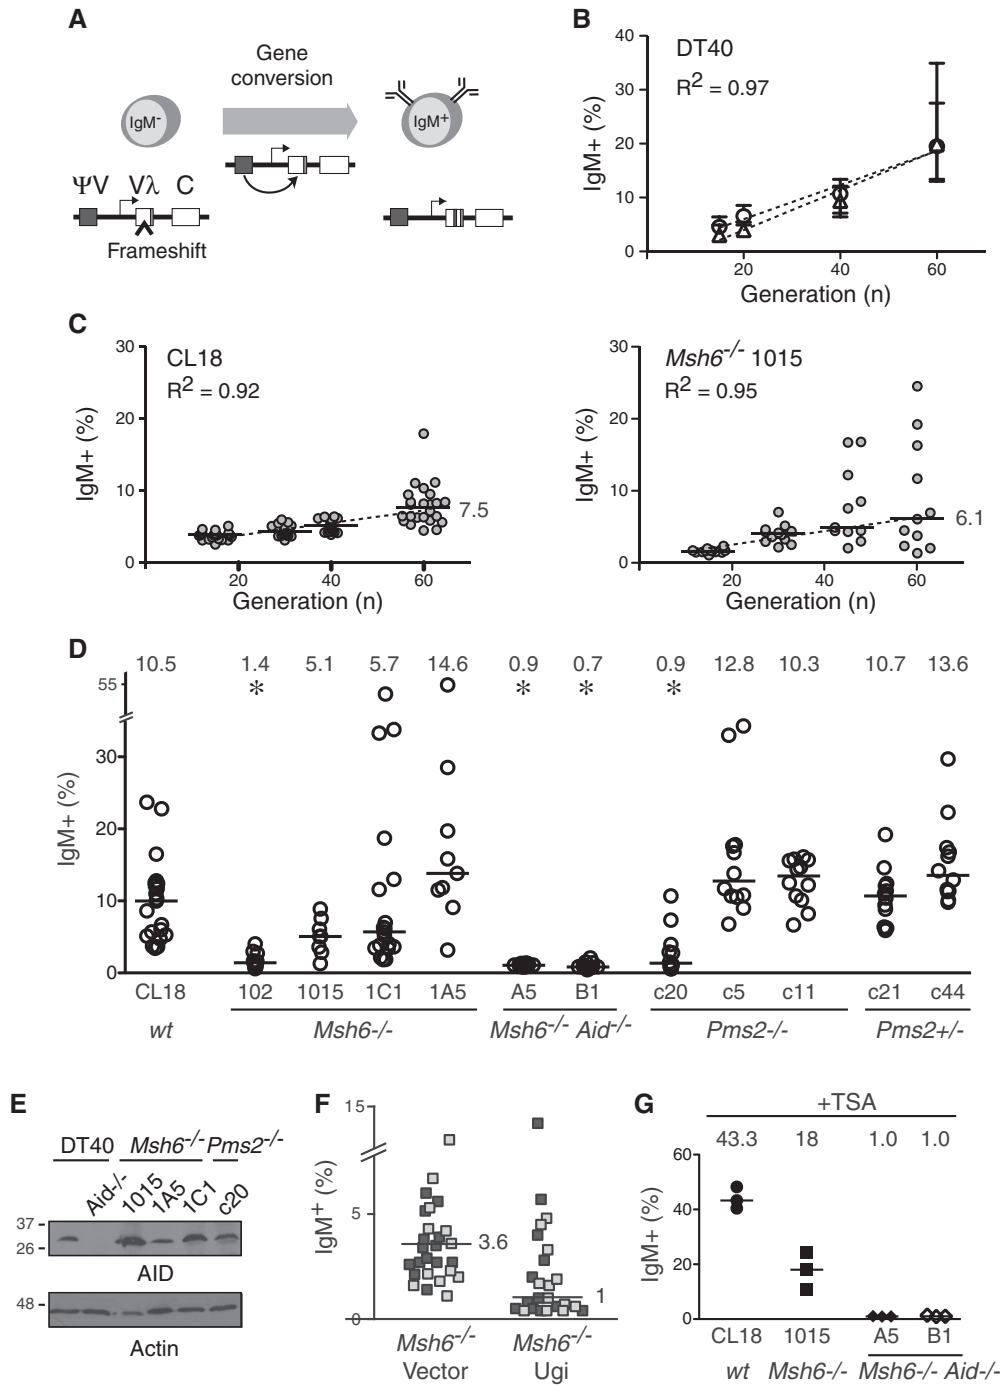 A
Gene
conversion
IgM-
IgM+
ΨV Vλ C
Frameshift
B
DT40
R2 = 0.97
IgM+ (%)
40
30
20
10
0
20 40 60
Generation (n)
C
CL18
R2 = 0.92
IgM+ (%)
30
20
10
0
7.5
20 40 60
Generation (n)
Msh6-/- 1015
R2 = 0.95
IgM+ (%)
30
20
10
0
6.1
20 40 60
Generation (n)
D
10.5 1.4 5.1 5.7 14.6 0.9 0.7 0.9 12.8 10.3 10.7 13.6
* * * *
IgM+ (%)
55
30
20
10
0
CL18 102 1015 1C1 1A5 A5 B1 c20 c5 c11 c21 c44
wt Msh6-/- Msh6-/- Aid-/- Pms2-/- Pms2+/-
E
DT40 Msh6-/- Pms2-/-
Aid-/- 1015 1A5 1C1 c20
37 -
26 -
AID
48 -
Actin
F
IgM+ (%)
15
5
0
3.6
1
Msh6-/- Msh6-/-
Vector Ugi
G
+TSA
43.3 18 1.0 1.0
IgM+ (%)
60
40
20
0
CL18 1015 A5 B1
wt Msh6-/- Msh6-/- Aid-/-